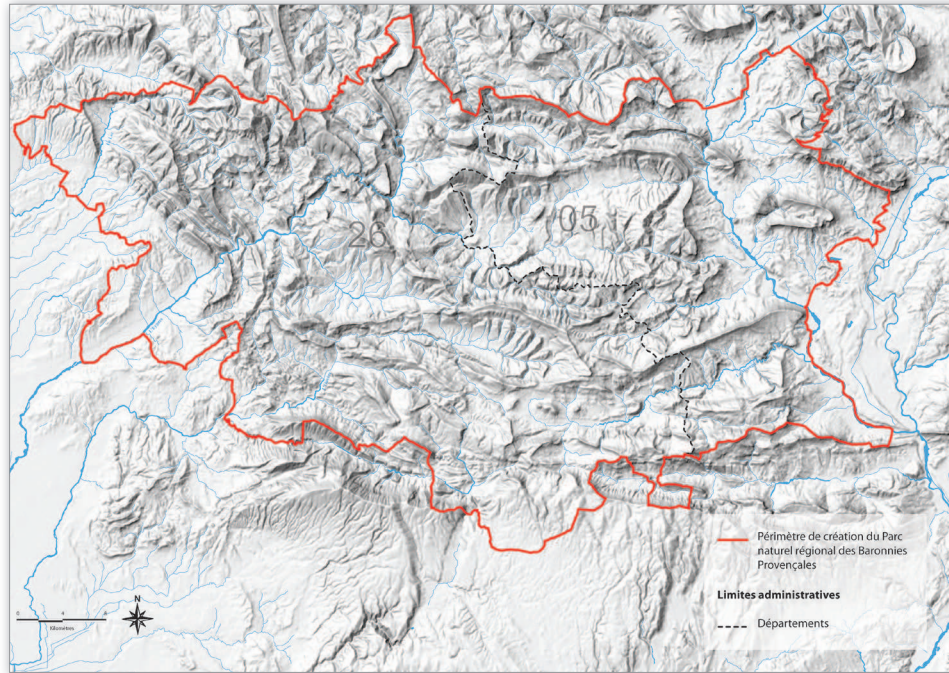 26
05
Périmètre de création du Parc
naturel régional des Baronnies
Provençales
Limites administratives
Départements
N
Kilomètres